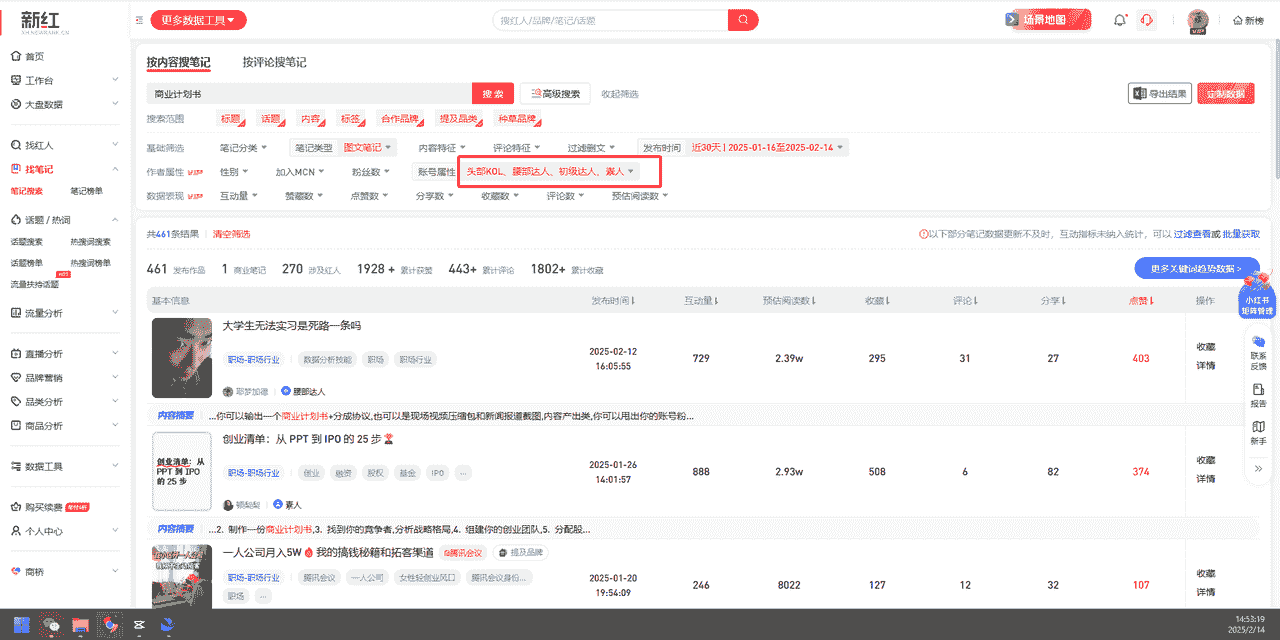 新红
XH.NEWRANK.CN
更多数据工具
搜红人/品牌/笔记/话题
场景地图
新榜
首页
工作台
大盘数据
找红人
找笔记
笔记搜索 笔记榜单
话题 / 热词
话题搜索 热搜词搜索
话题榜单 热搜词榜单
流量扶持话题
流量分析
直播分析
品牌营销
品类分析
商品分析
数据工具
购买续费
个人中心
商桥
按内容搜笔记 按评论搜笔记
商业计划书 搜索 高级搜索 收起筛选 导出结果 定制数据
搜索范围 标题 话题 内容 标签 合作品牌 提及品类 种草品牌
基础筛选 笔记分类 笔记类型 图文笔记 内容特征 评论特征 过滤删文 发布时间 近30天 | 2025-01-16至2025-02-14
作者属性 性别 加入MCN 粉丝数 账号属性 头部KOL、腰部达人、初级达人、素人
数据表现 互动量 赞藏数 点赞数 分享数 收藏数 评论数 预估阅读数
共461条结果 清空筛选 以下部分笔记数据更新不及时，互动指标未纳入统计，可以 过滤查看或 批量获取
461 发布作品 1 商业笔记 270 涉及红人 1928 + 累计获赞 443+ 累计评论 1802+ 累计收藏 更多关键词趋势数据 >
基本信息 发布时间 互动量 预估阅读数 收藏 评论 分享 点赞 操作
大学生无法实习是死路一条吗
职场-职场行业 数据分析技能 职场 职场行业
耶梦加德 腰部达人
2025-02-12
16:05:55
729 2.39w 295 31 27 403
收藏
详情
内容摘要 ...你可以输出一个商业计划书+分成协议,也可以是现场视频压缩包和新闻报道截图,内容产出类,你可以甩出你的账号粉...
创业清单：从 PPT 到 IPO 的 25 步
创业清单：从
PPT 到 IPO
的 25 步
职场-职场行业 创业 融资 股权 基金 IPO ...
素人
2025-01-26
14:01:57
888 2.93w 508 6 82 374
收藏
详情
内容摘要 ...2. 制作一份商业计划书,3. 找到你的竞争者,分析战略格局,4. 组建你的创业团队,5. 分配股...
一人公司月入5W 我的搞钱秘籍和拓客渠道 @腾讯会议 提及品牌
职场-职场行业 腾讯会议 一人公司 女性轻创业风口 腾讯会议身份...
职场 ...
2025-01-20
19:54:09
246 8022 127 12 32 107
收藏
详情
小红书
矩阵管理
联系
反馈
报告
新手
14:53:19
2025/2/14